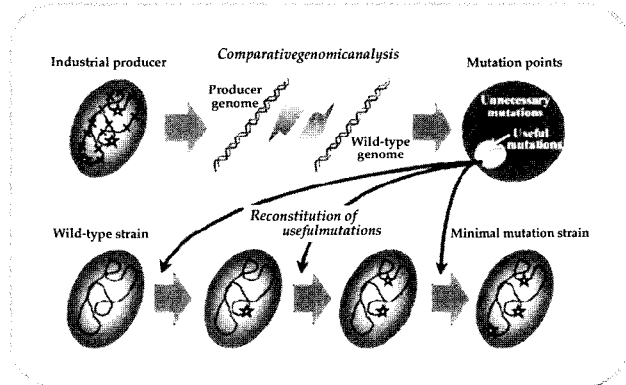 Comparativegenomicanalysis
Industrial producer
Mutation points
Producer
genome
Unnecessary
mutations
Useful
mutations
Wild-type
genome
Reconstitution of
usefulmutations
Wild-type strain
Minimal mutation strain